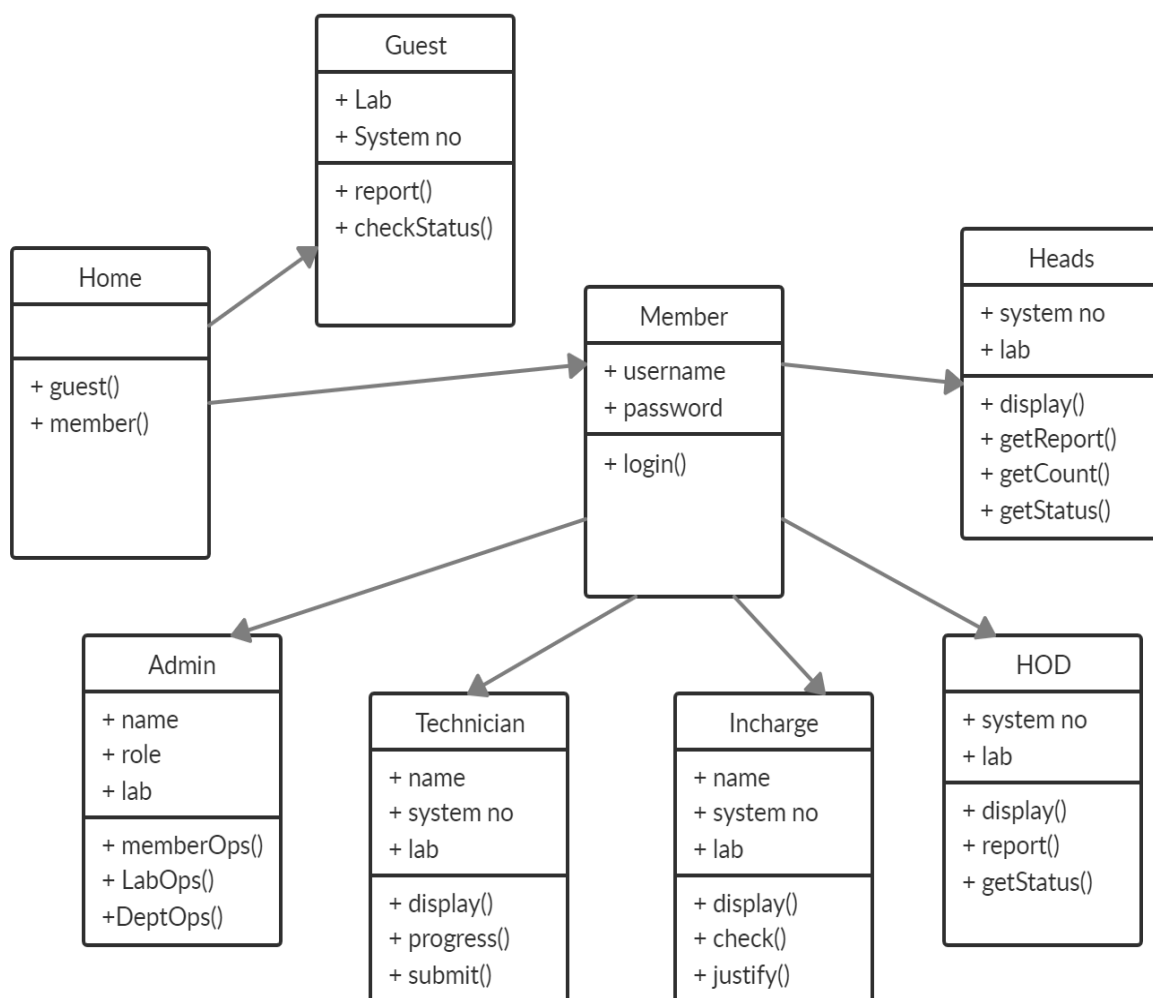 Guest
+ Lab
+ System no
+ report()
+ checkStatus()
Home
+ guest()
+ member()
Member
+ username
+ password
+ login()
Heads
+ system no
+ lab
+ display()
+ getReport()
+ getCount()
+ getStatus()
Admin
+ name
+ role
+ lab
+ memberOps()
+ LabOps()
+DeptOps()
Technician
+ name
+ system no
+ lab
+ display()
+ progress()
+ submit()
Incharge
+ name
+ system no
+ lab
+ display()
+ check()
+ justify()
HOD
+ system no
+ lab
+ display()
+ report()
+ getStatus()